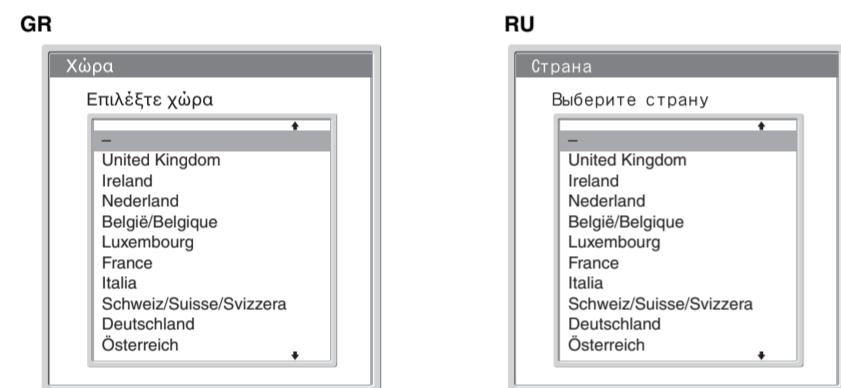 GR
Χώρα
Επιλέξτε χώρα
–
United Kingdom
Ireland
Nederland
België/Belgique
Luxembourg
France
Italia
Schweiz/Suisse/Svizzera
Deutschland
Österreich
RU
Страна
Выберите страну
–
United Kingdom
Ireland
Nederland
België/Belgique
Luxembourg
France
Italia
Schweiz/Suisse/Svizzera
Deutschland
Österreich